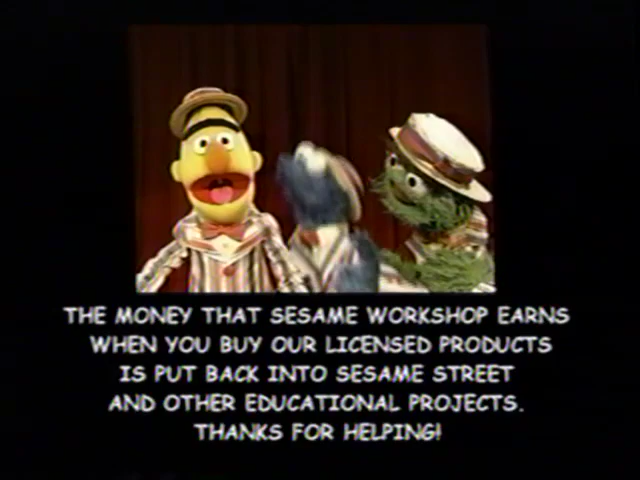 THE MONEY THAT SESAME WORKSHOP EARNS
WHEN YOU BUY OUR LICENSED PRODUCTS
IS PUT BACK INTO SESAME STREET
AND OTHER EDUCATIONAL PROJECTS.
THANKS FOR HELPING!